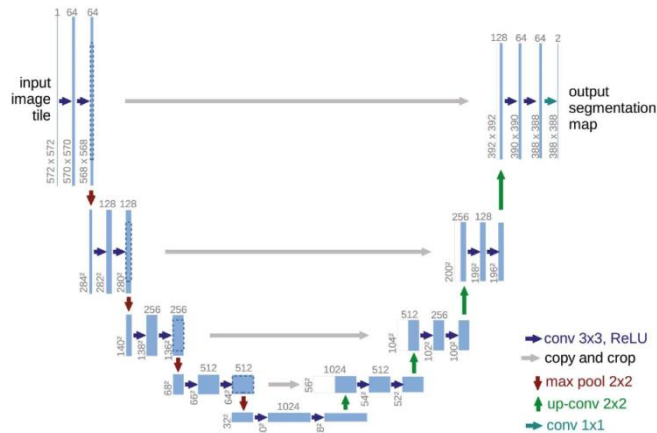 1 64 64
input
image
tile
572 x 572
570 x 570
568 x 568
128 64 64 2
392 x 392
390 x 390
388 x 388
388 x 388
output
segmentation
map
128 128
284²
282²
280²
256 128
200²
198²
196²
256 256
140²
138²
136²
512 256
104²
102²
100²
512 512
68²
66²
64²
1024 512
56²
54²
52²
1024
32²
conv 3x3, ReLU
copy and crop
max pool 2x2
up-conv 2x2
conv 1x1